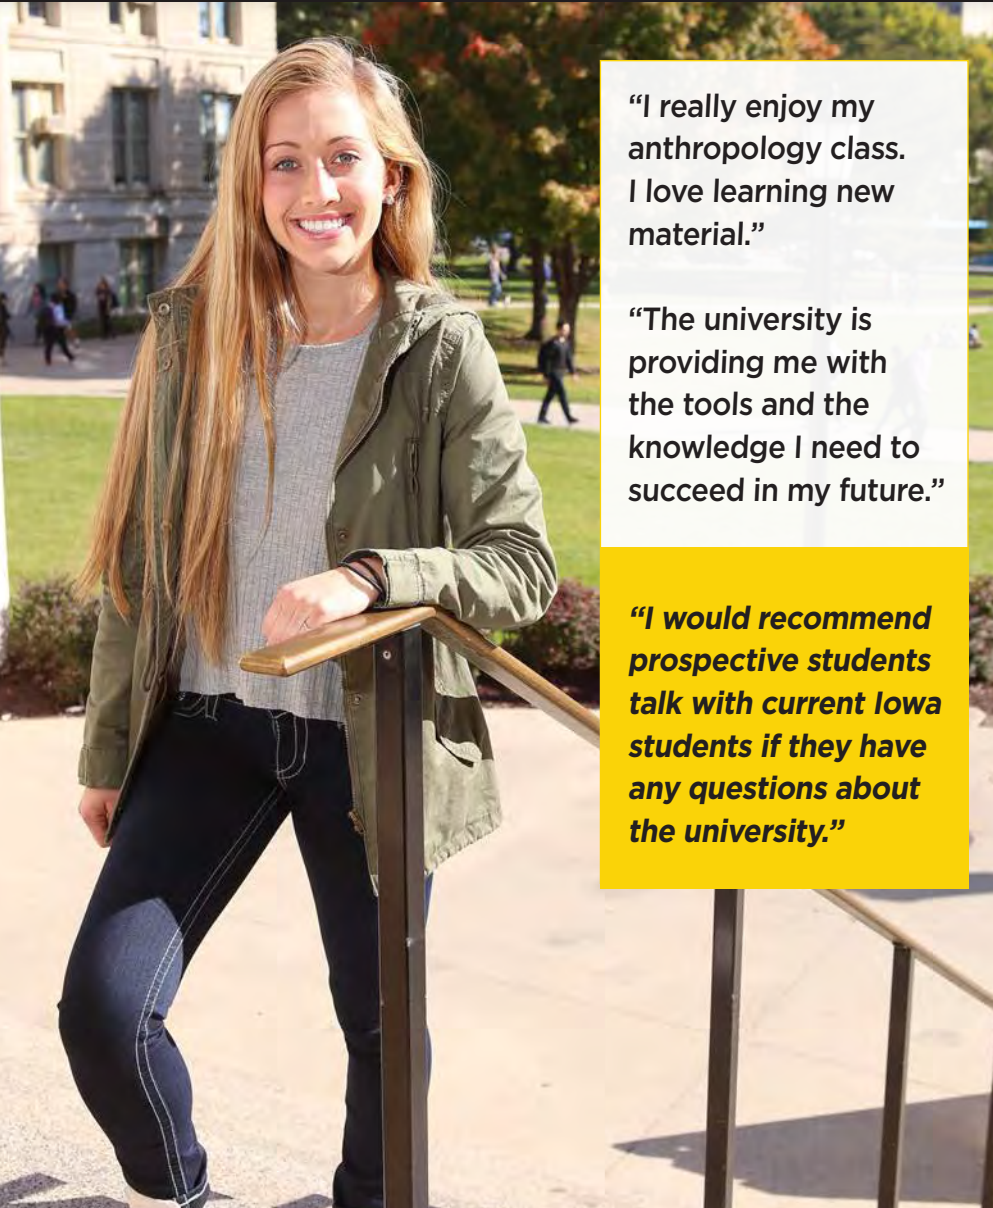 “I really enjoy my
anthropology class.
I love learning new
material.”
“The university is
providing me with
the tools and the
knowledge I need to
succeed in my future.”
“I would recommend
prospective students
talk with current Iowa
students if they have
any questions about
the university.”